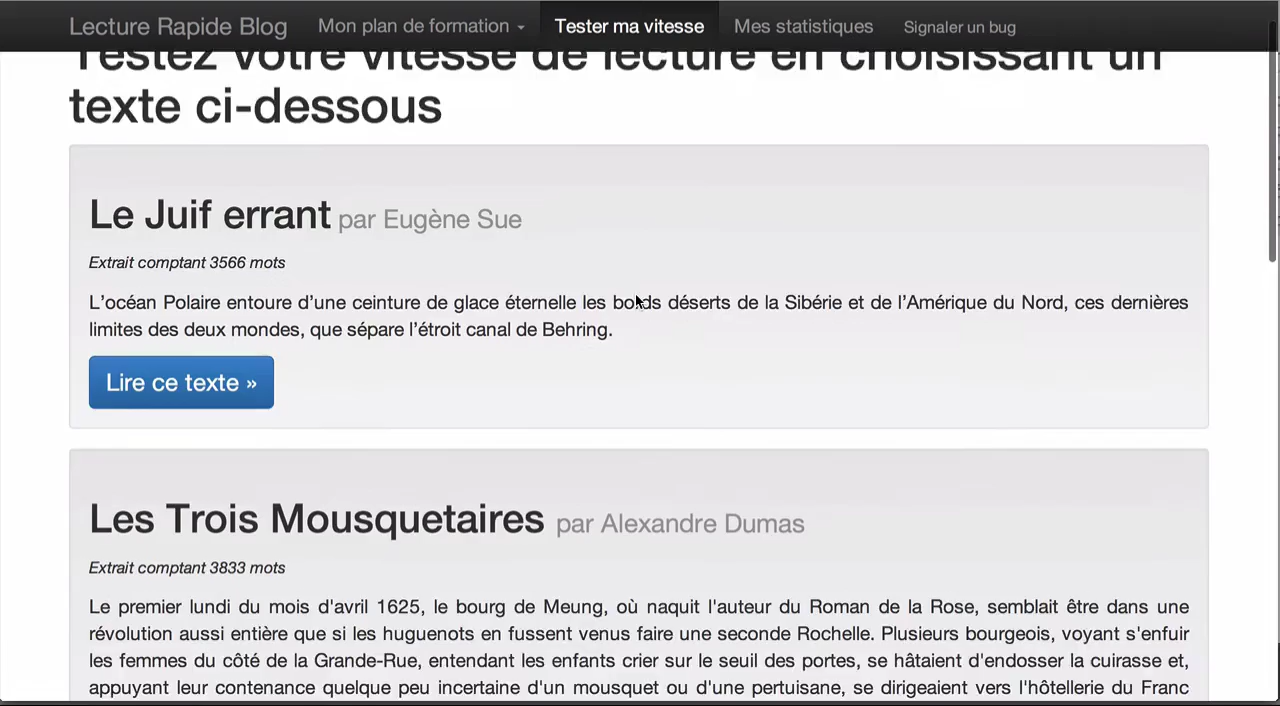 Lecture Rapide Blog Mon plan de formation Tester ma vitesse Mes statistiques Signaler un bug
Testez votre vitesse de lecture en choisissant un
texte ci-dessous
Le Juif errant par Eugène Sue
Extrait comptant 3566 mots
L’océan Polaire entoure d’une ceinture de glace éternelle les bords déserts de la Sibérie et de l’Amérique du Nord, ces dernières
limites des deux mondes, que sépare l’étroit canal de Behring.
Lire ce texte »
Les Trois Mousquetaires par Alexandre Dumas
Extrait comptant 3833 mots
Le premier lundi du mois d'avril 1625, le bourg de Meung, où naquit l'auteur du Roman de la Rose, semblait être dans une
révolution aussi entière que si les huguenots en fussent venus faire une seconde Rochelle. Plusieurs bourgeois, voyant s'enfuir
les femmes du côté de la Grande-Rue, entendant les enfants crier sur le seuil des portes, se hâtaient d'endosser la cuirasse et,
appuyant leur contenance quelque peu incertaine d'un mousquet ou d'une pertuisane, se dirigeaient vers l'hôtellerie du Franc